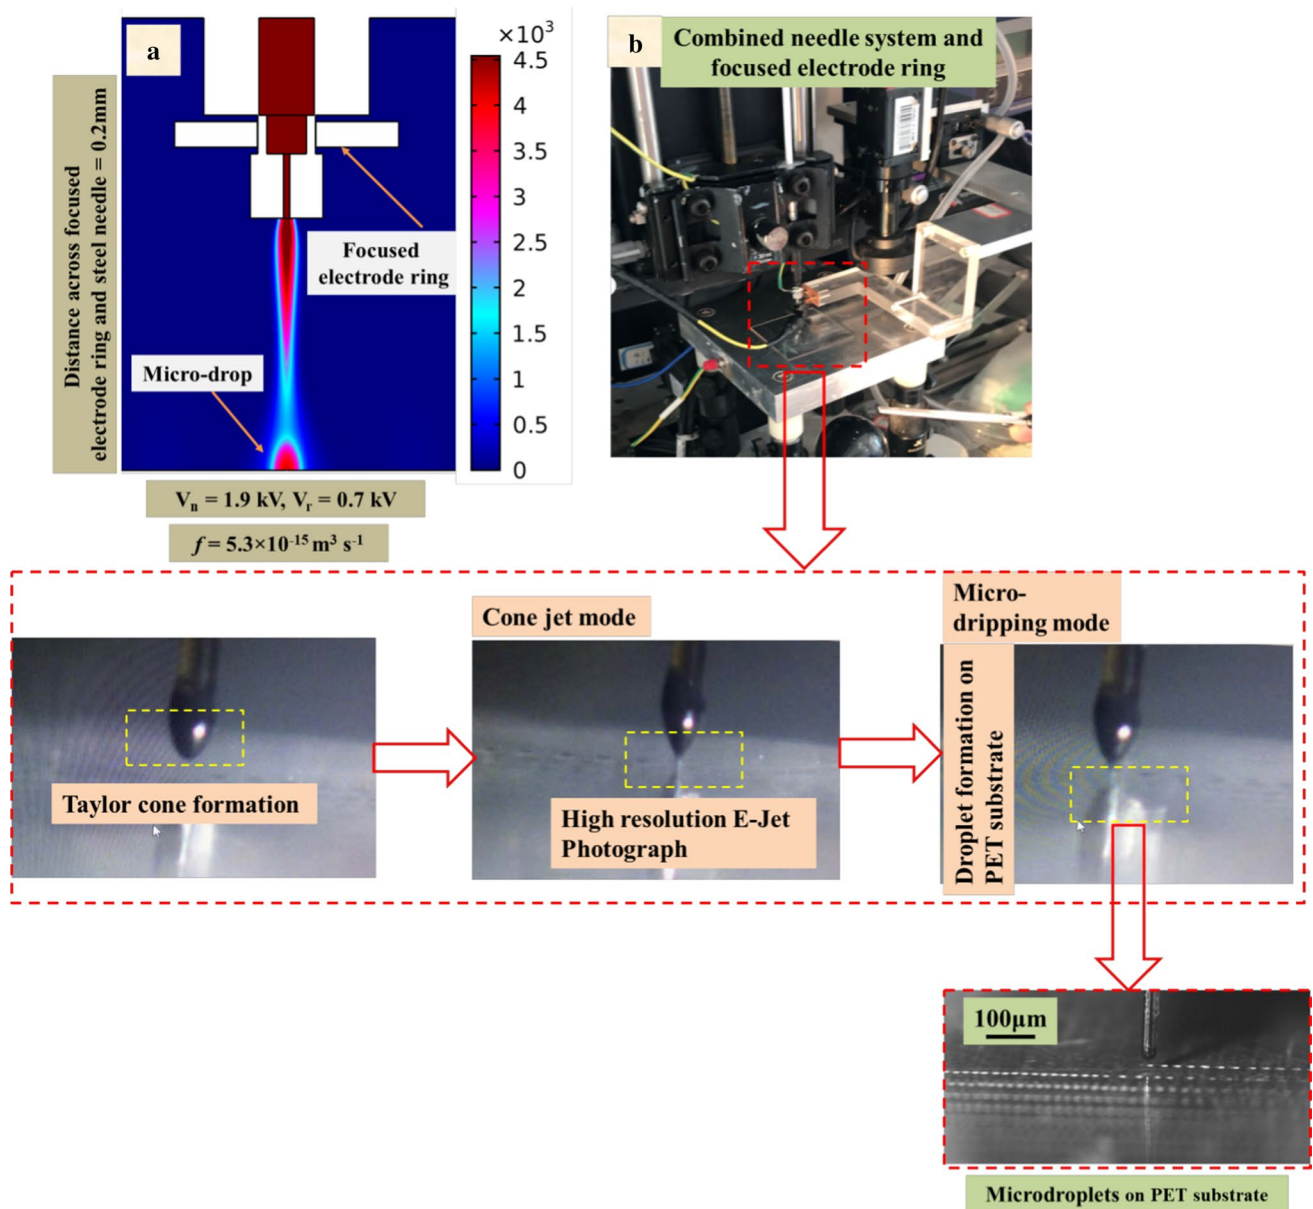 a
×10³
4.5
4
3.5
3
2.5
2
1.5
1
0.5
0
Distance across focused
electrode ring and steel needle = 0.2mm
Focused
electrode ring
Micro-drop
Vₙ = 1.9 kV, Vᵣ = 0.7 kV
f = 5.3×10⁻¹⁵ m³ s⁻¹
b
Combined needle system and
focused electrode ring
Taylor cone formation
Cone jet mode
High resolution E-Jet
Photograph
Micro-
dripping mode
Droplet formation on
PET substrate
100μm
Microdroplets on PET substrate